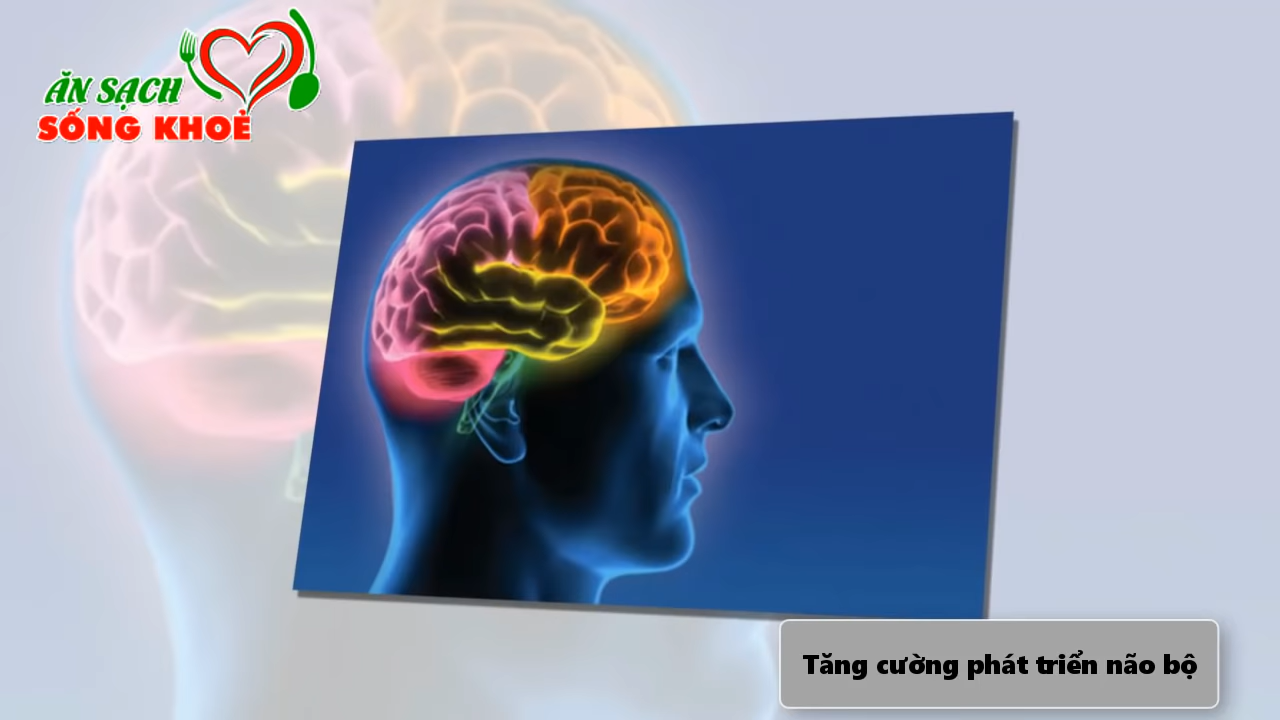 ĂN SẠCH
SỐNG KHOẺ
Tăng cường phát triển não bộ